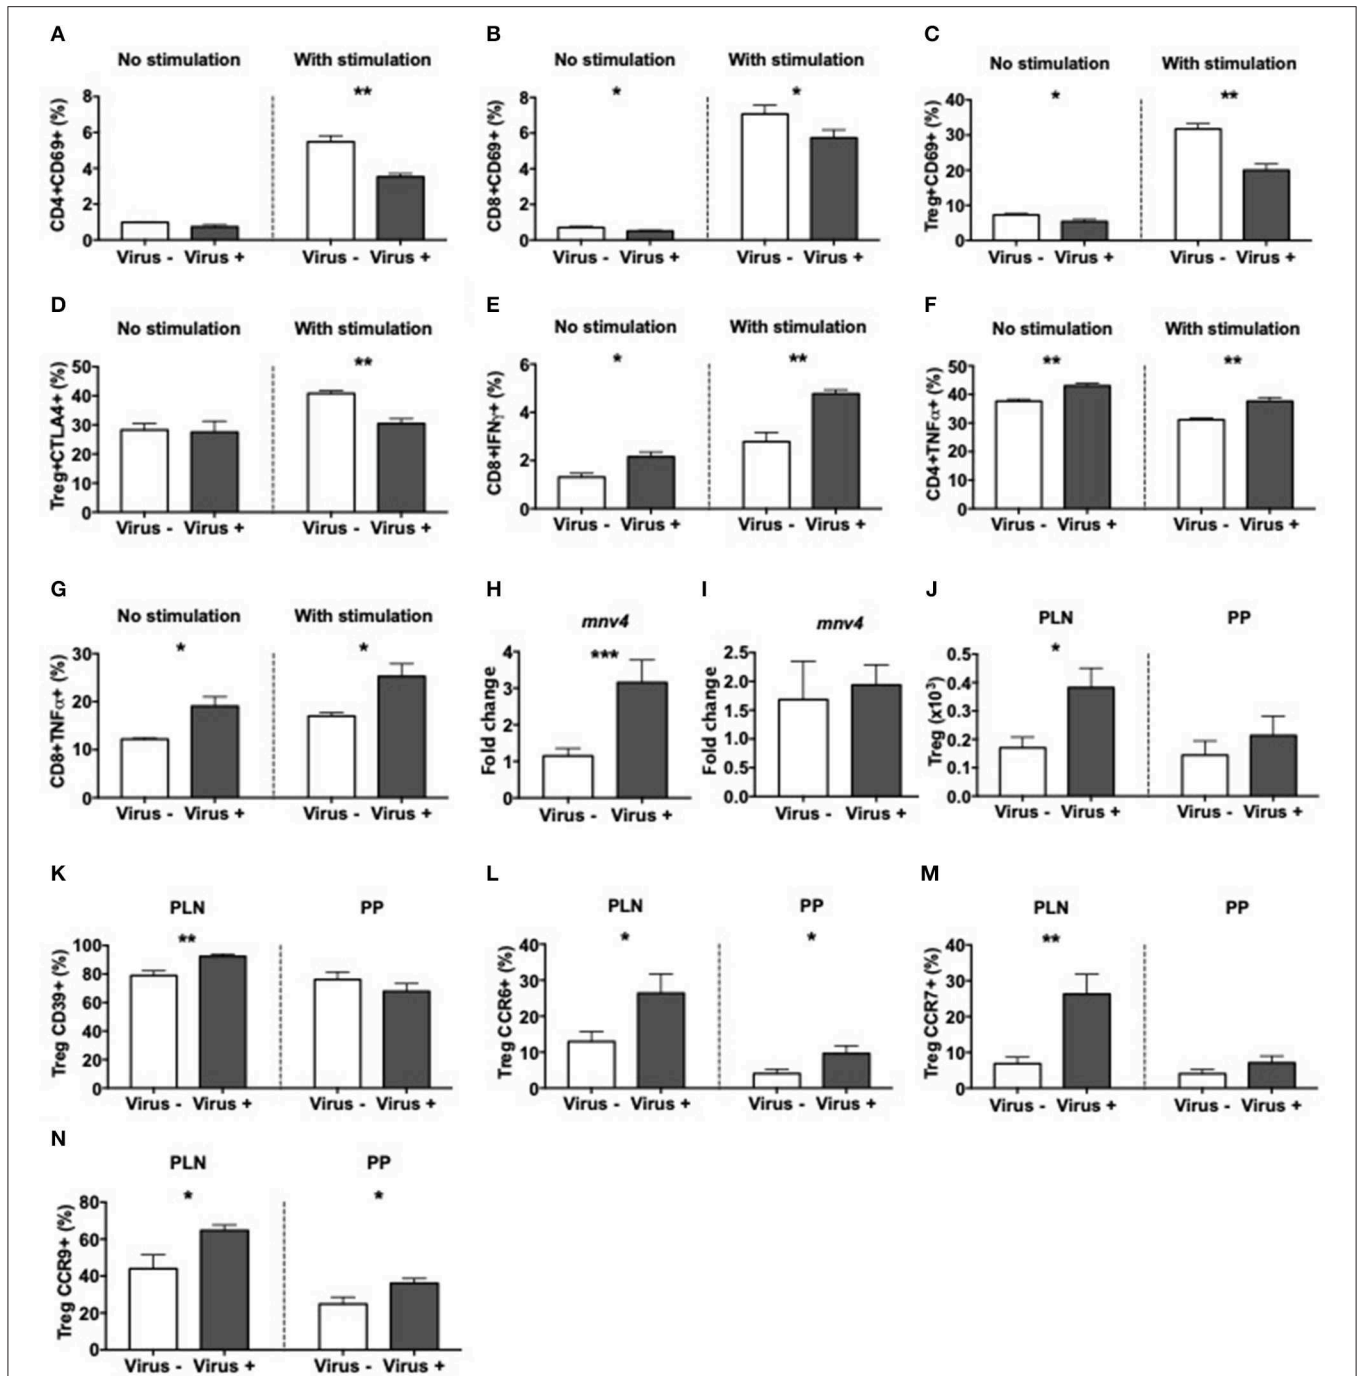 A
No stimulation With stimulation
**
CD4+CD69+ (%)
8
6
4
2
0
Virus - Virus + Virus - Virus +
B
No stimulation With stimulation
* *
CD8+CD69+ (%)
8
6
4
2
0
Virus - Virus + Virus - Virus +
C
No stimulation With stimulation
* **
Treg+CD69+ (%)
40
30
20
10
0
Virus - Virus + Virus - Virus +
D
No stimulation With stimulation
**
Treg+CTLA4+ (%)
50
40
30
20
10
0
Virus - Virus + Virus - Virus +
E
No stimulation With stimulation
* **
CD8+IFNγ+ (%)
6
4
2
0
Virus - Virus + Virus - Virus +
F
No stimulation With stimulation
** **
CD4+TNFα+ (%)
50
40
30
20
10
0
Virus - Virus + Virus - Virus +
G
No stimulation With stimulation
* *
CD8+TNFα+ (%)
30
20
10
0
Virus - Virus + Virus - Virus +
H
mnv4
***
Fold change
4
3
2
1
0
Virus - Virus +
I
mnv4
Fold change
2.5
2.0
1.5
1.0
0.5
0.0
Virus - Virus +
J
PLN PP
*
Treg (x10³)
0.5
0.4
0.3
0.2
0.1
0.0
Virus - Virus + Virus - Virus +
K
PLN PP
**
Treg CD39+ (%)
100
80
60
40
20
0
Virus - Virus + Virus - Virus +
L
PLN PP
* *
Treg CCR6+ (%)
40
30
20
10
0
Virus - Virus + Virus - Virus +
M
PLN PP
**
Treg CCR7+ (%)
40
30
20
10
0
Virus - Virus + Virus - Virus +
N
PLN PP
* *
Treg CCR9+ (%)
80
60
40
20
0
Virus - Virus + Virus - Virus +